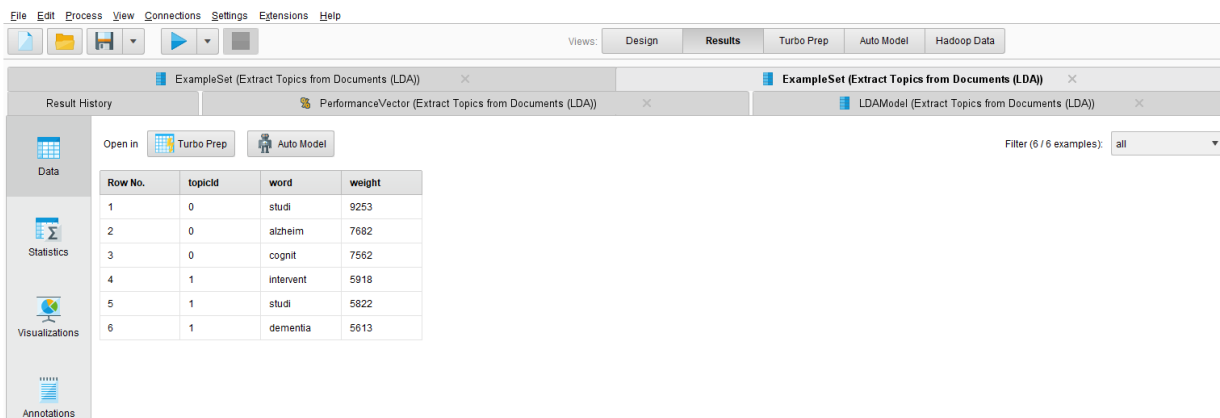 File Edit Process View Connections Settings Extensions Help
Views: Design Results Turbo Prep Auto Model Hadoop Data
ExampleSet (Extract Topics from Documents (LDA)) ExampleSet (Extract Topics from Documents (LDA))
Result History PerformanceVector (Extract Topics from Documents (LDA)) LDAModel (Extract Topics from Documents (LDA))
Data
Open in Turbo Prep Auto Model Filter (6 / 6 examples): all
Row No. topicId word weight
1 0 studi 9253
2 0 alzheim 7682
Statistics
3 0 cognit 7562
4 1 intervent 5918
5 1 studi 5822
Visualizations
6 1 dementia 5613
Annotations